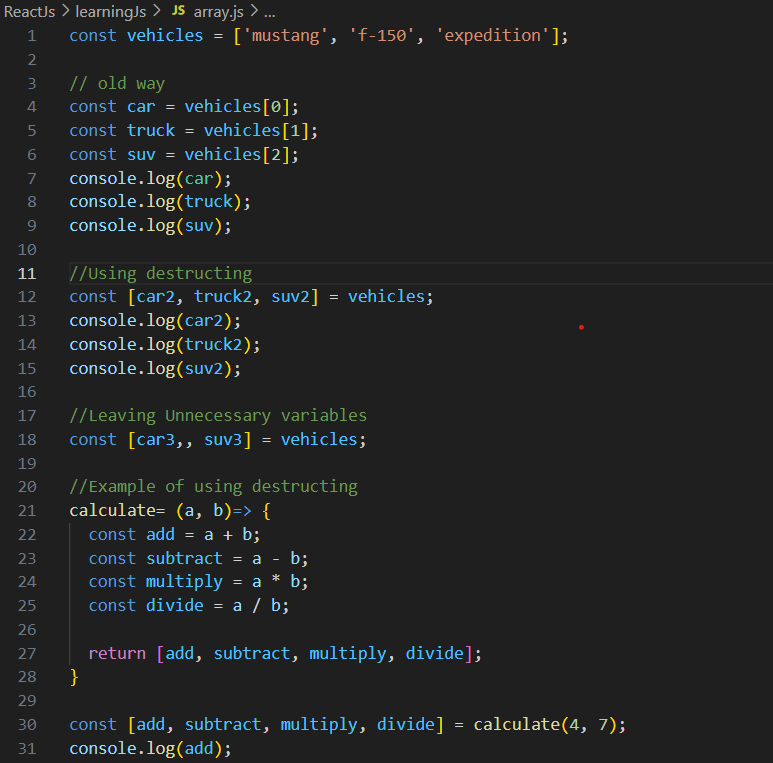 ReactJs > learningJs > JS array.js > ...
1 const vehicles = ['mustang', 'f-150', 'expedition'];
2
3 // old way
4 const car = vehicles[0];
5 const truck = vehicles[1];
6 const suv = vehicles[2];
7 console.log(car);
8 console.log(truck);
9 console.log(suv);
10
11 //Using destructing
12 const [car2, truck2, suv2] = vehicles;
13 console.log(car2);
14 console.log(truck2);
15 console.log(suv2);
16
17 //Leaving Unnecessary variables
18 const [car3,, suv3] = vehicles;
19
20 //Example of using destructing
21 calculate= (a, b)=> {
22   const add = a + b;
23   const subtract = a - b;
24   const multiply = a * b;
25   const divide = a / b;
26
27   return [add, subtract, multiply, divide];
28 }
29
30 const [add, subtract, multiply, divide] = calculate(4, 7);
31 console.log(add);